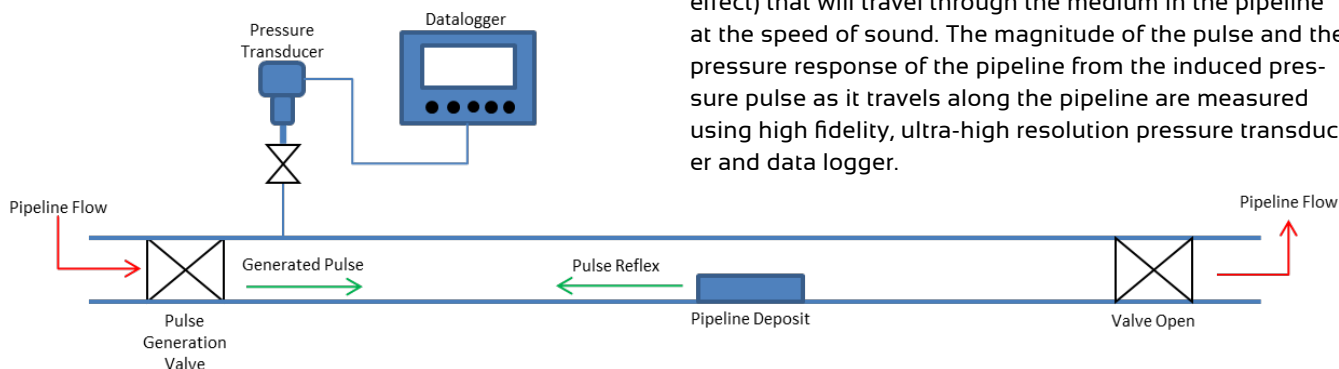 effect) that will travel through the medium in the pipeline
at the speed of sound. The magnitude of the pulse and the
pressure response of the pipeline from the induced pres-
sure pulse as it travels along the pipeline are measured
using high fidelity, ultra-high resolution pressure transduc
er and data logger.
Datalogger
Pressure
Transducer
Pipeline Flow
Pipeline Flow
Generated Pulse
Pulse Reflex
Pipeline Deposit
Valve Open
Pulse
Generation
Valve